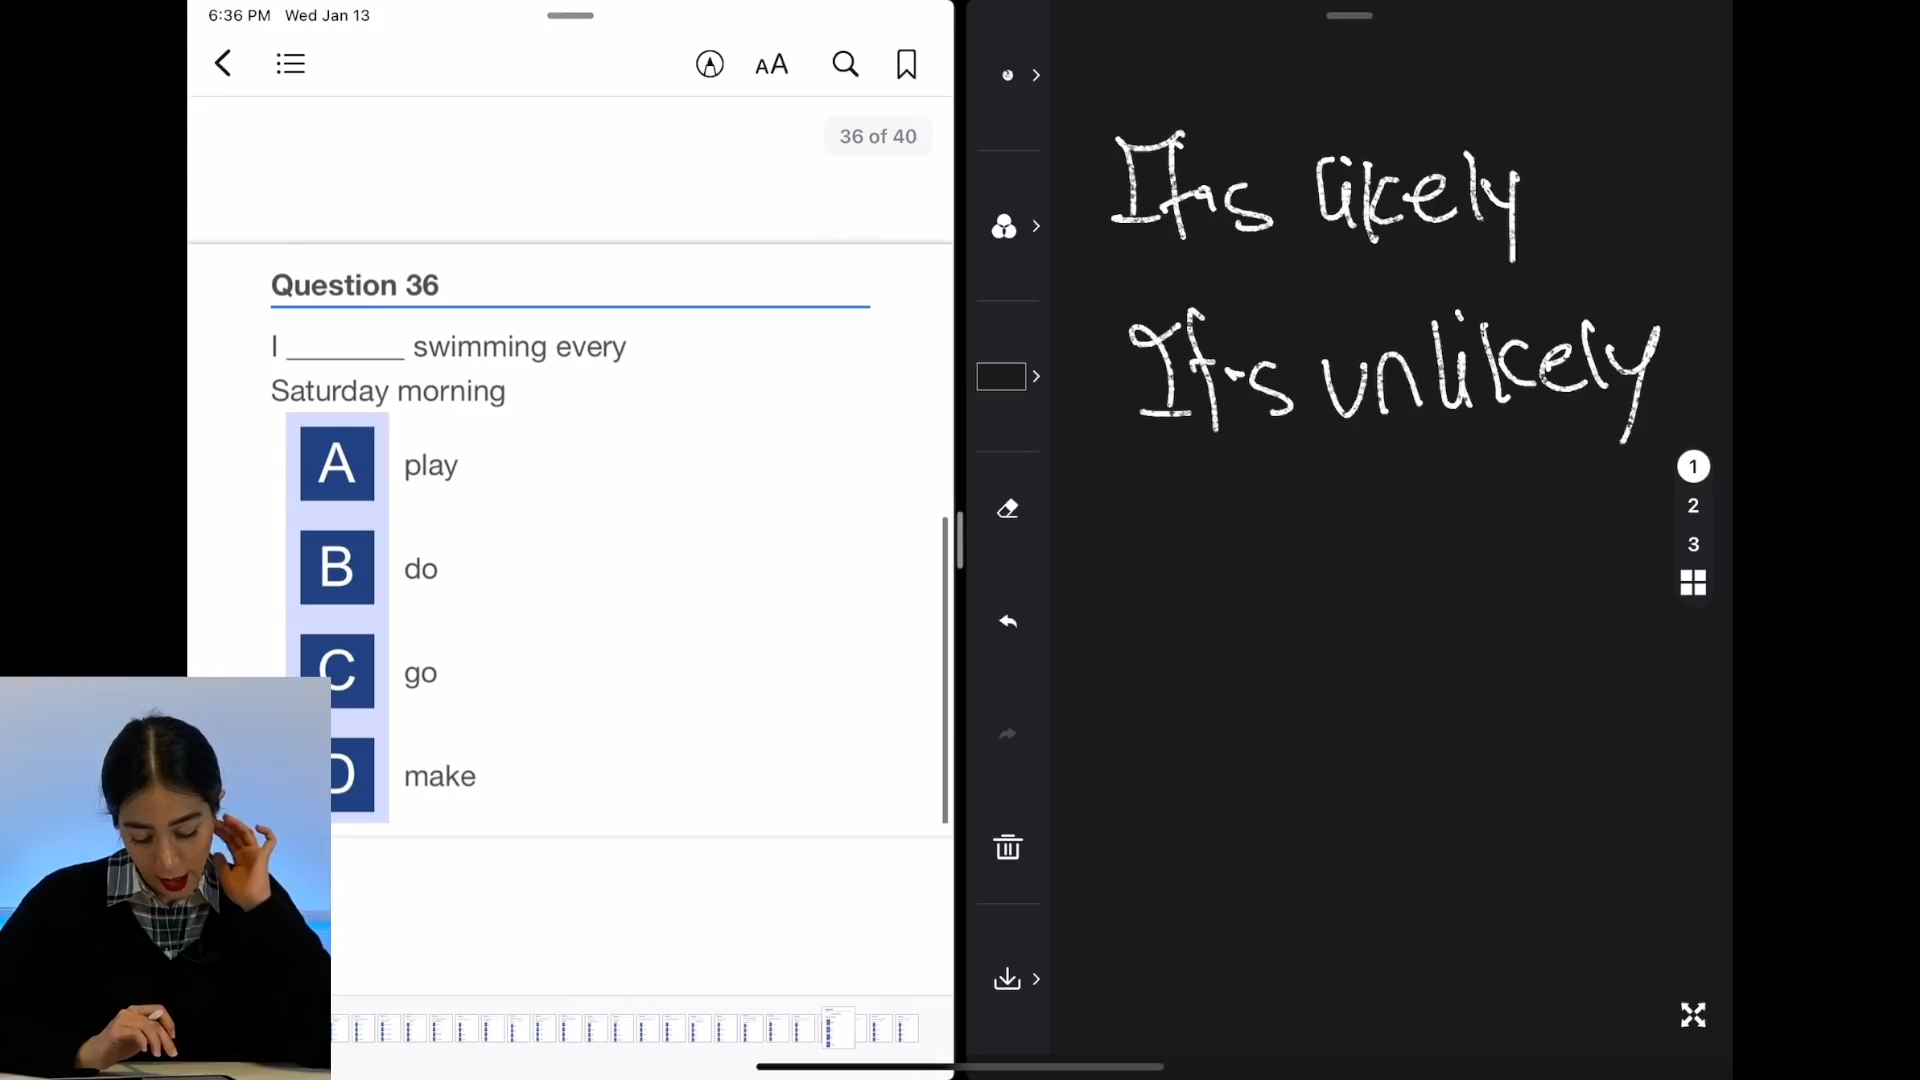 6:36 PM Wed Jan 13
AA
36 of 40
Question 36
I ________ swimming every
Saturday morning
A play
B do
C go
D make
It's likely
It's unlikely
1
2
3